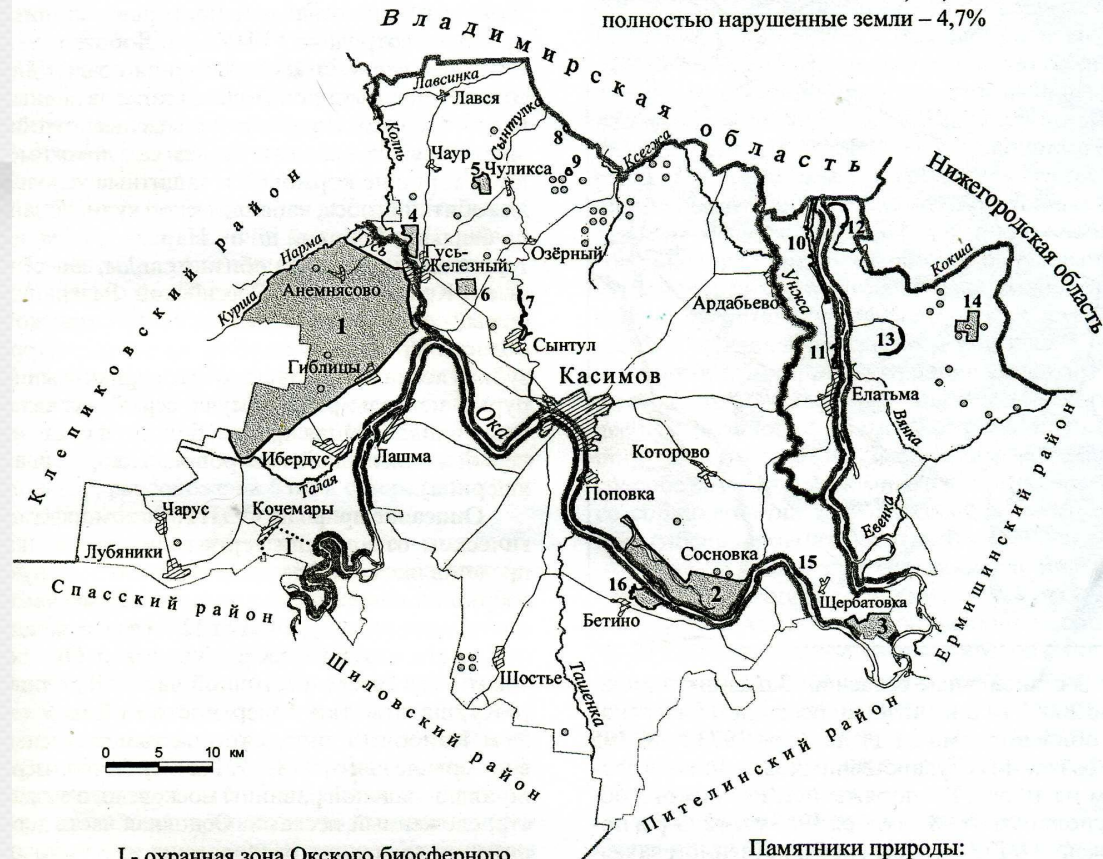 полностью нарушенные земли – 4,7%
Владимирская область
Нижегородская область
Клепиковский район
Лавсинка
Лався
Колпь
Сынтулка
8
Ксегжа
Чаур
5
Чуликса
9
4
Гусь
Нарма
Гусь-
Железный
Озёрный
10
12
Кокша
Анемнясово
Курша
6
7
Ардабьево
Унжа
14
1
Сынтул
11
13
Гиблицы
Касимов
Елатьма
Ока
Вявка
Ибердус
Лашма
Которово
Талая
Поповка
Чарус
Кочемары
Лубяники
I
Сосновка
Евенка
15
16
2
Щербатовка
Бетино
3
Спасский район
Ермишинский район
Шостье
Ташенка
Шиловский район
Пителинский район
0 5 10 км
I - охранная зона Окского биосферного
Памятники природы: